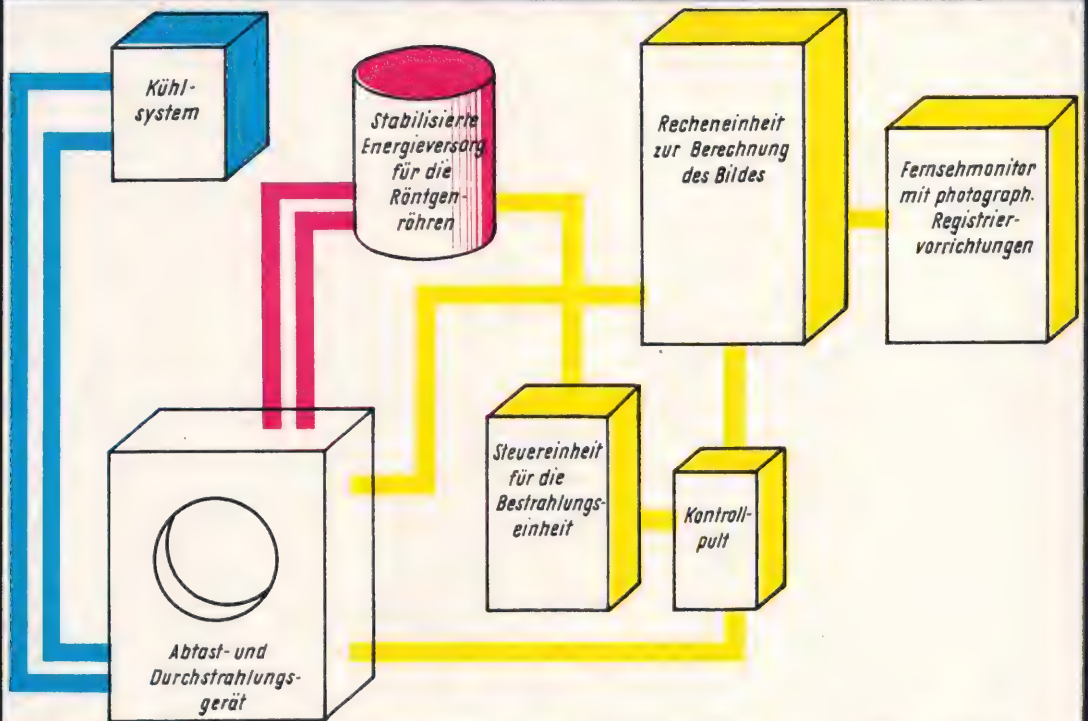 Kühl-
system
Stabilisierte
Energieversorg
für die
Röntgen-
röhren
Recheneinheit
zur Berechnung
des Bildes
Fernsehmonitor
mit photograph.
Registrier-
vorrichtungen
Steuereinheit
für die
Bestrahlungs-
einheit
Kontroll-
pult
Abtast- und
Durchstrahlungs-
gerät